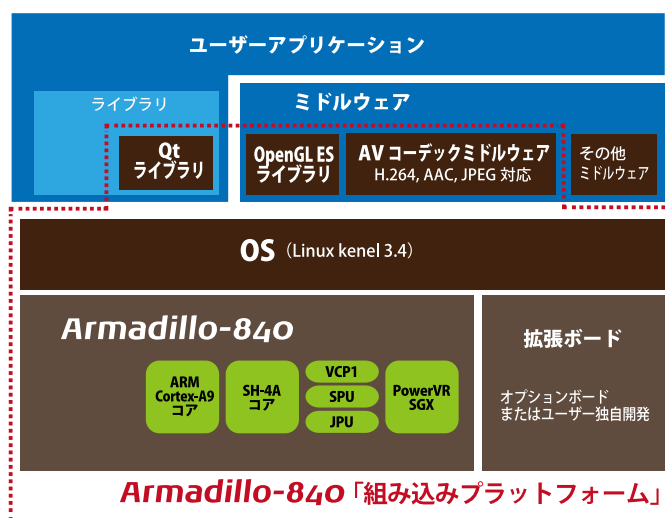 ユーザーアプリケーション
ライブラリ
ミドルウェア
Qt
ライブラリ
OpenGL ES
ライブラリ
AV コーデックミドルウェア
H.264, AAC, JPEG 対応
その他
ミドルウェア
OS (Linux kenel 3.4)
Armadillo-840
ARM
Cortex-A9
コア
SH-4A
コア
VCP1
SPU
JPU
PowerVR
SGX
拡張ボード
オプションボード
またはユーザー独自開発
Armadillo-840「組み込みプラットフォーム」